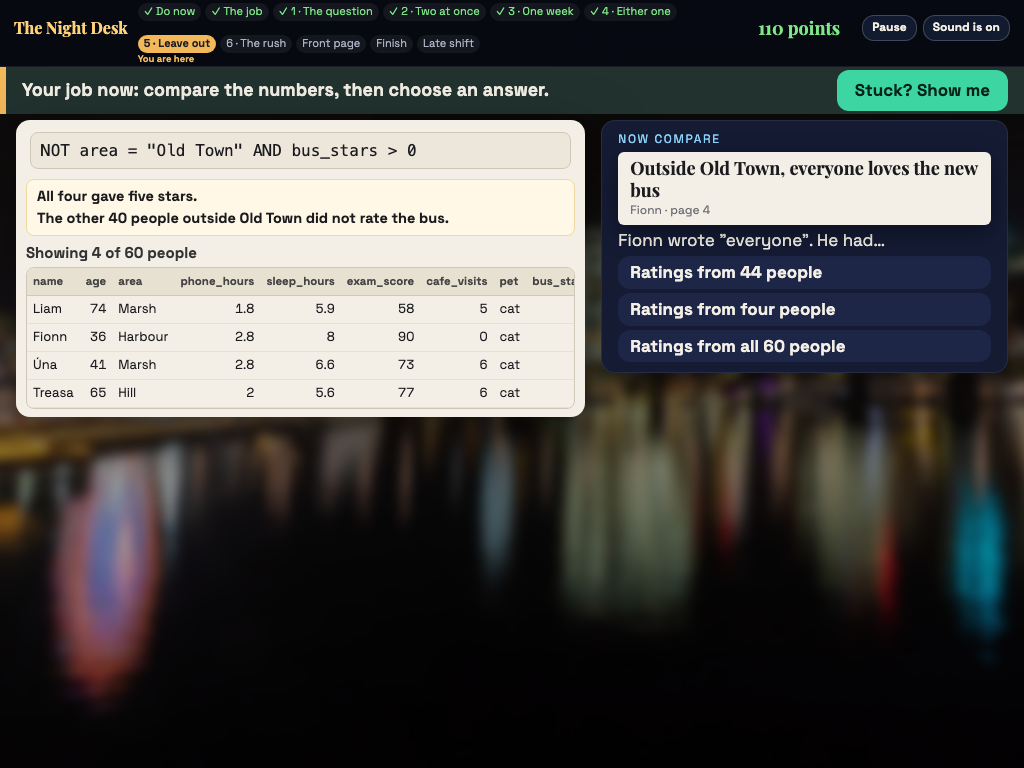 The Night Desk
✓ Do now
✓ The job
✓ 1 · The question
✓ 2 · Two at once
✓ 3 · One week
✓ 4 · Either one
5 · Leave out
6 · The rush
Front page
Finish
Late shift
You are here
110 points
Pause
Sound is on
Your job now: compare the numbers, then choose an answer.
Stuck? Show me
NOT area = "Old Town" AND bus_stars > 0
All four gave five stars.
The other 40 people outside Old Town did not rate the bus.
Showing 4 of 60 people
name age area phone_hours sleep_hours exam_score cafe_visits pet bus_sta
Liam 74 Marsh 1.8 5.9 58 5 cat
Fionn 36 Harbour 2.8 8 90 0 cat
Úna 41 Marsh 2.8 6.6 73 6 cat
Treasa 65 Hill 2 5.6 77 6 cat
NOW COMPARE
Outside Old Town, everyone loves the new
bus
Fionn · page 4
Fionn wrote "everyone". He had…
Ratings from 44 people
Ratings from four people
Ratings from all 60 people